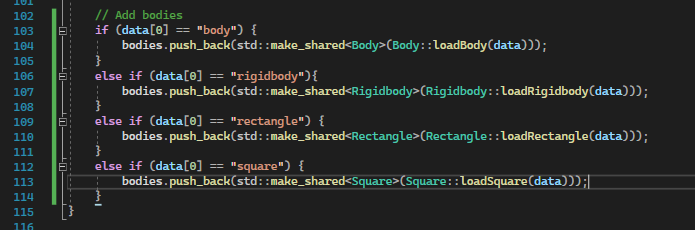 101
102 // Add bodies
103 if (data[0] == "body") {
104 bodies.push_back(std::make_shared<Body>(Body::loadBody(data)));
105 }
106 else if (data[0] == "rigidbody"){
107 bodies.push_back(std::make_shared<Rigidbody>(Rigidbody::loadRigidbody(data)));
108 }
109 else if (data[0] == "rectangle") {
110 bodies.push_back(std::make_shared<Rectangle>(Rectangle::loadRectangle(data)));
111 }
112 else if (data[0] == "square") {
113 bodies.push_back(std::make_shared<Square>(Square::loadSquare(data)));
114 }
115 }
116